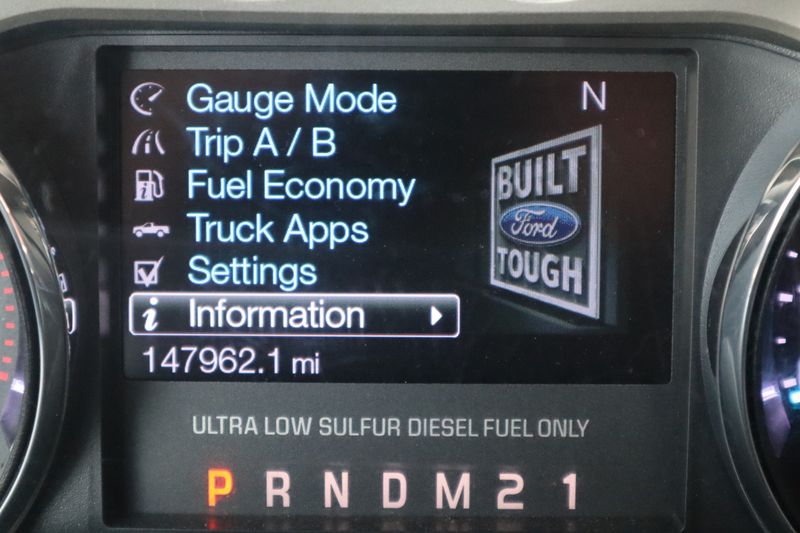 Gauge Mode N
Trip A / B
Fuel Economy
Truck Apps
Settings
i Information
147962.1 mi
BUILT
Ford
TOUGH
ULTRA LOW SULFUR DIESEL FUEL ONLY
P R N D M 2 1